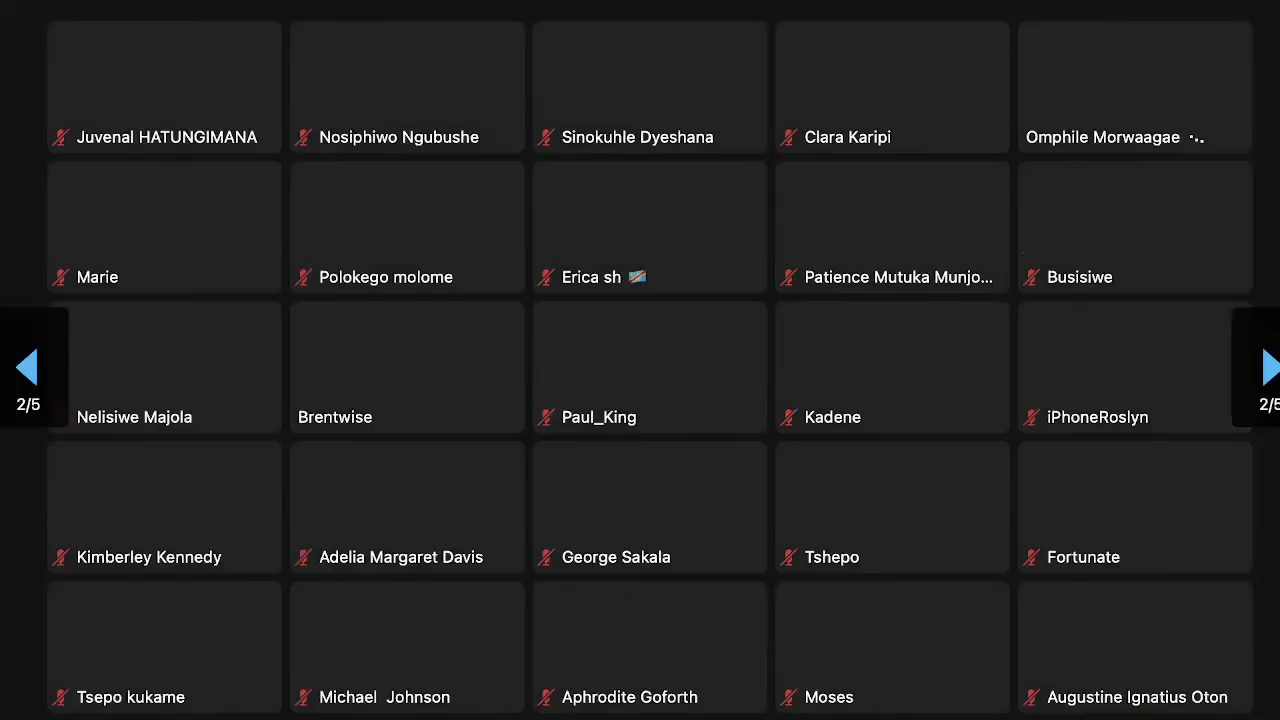 Juvenal HATUNGIMANA
Nosiphiwo Ngubushe
Sinokuhle Dyeshana
Clara Karipi
Omphile Morwaagae
Marie
Polokego molome
Erica sh 🇨🇩
Patience Mutuka Munjo...
Busisiwe
2/5
Nelisiwe Majola
Brentwise
Paul_King
Kadene
iPhoneRoslyn
2/5
Kimberley Kennedy
Adelia Margaret Davis
George Sakala
Tshepo
Fortunate
Tsepo kukame
Michael Johnson
Aphrodite Goforth
Moses
Augustine Ignatius Oton